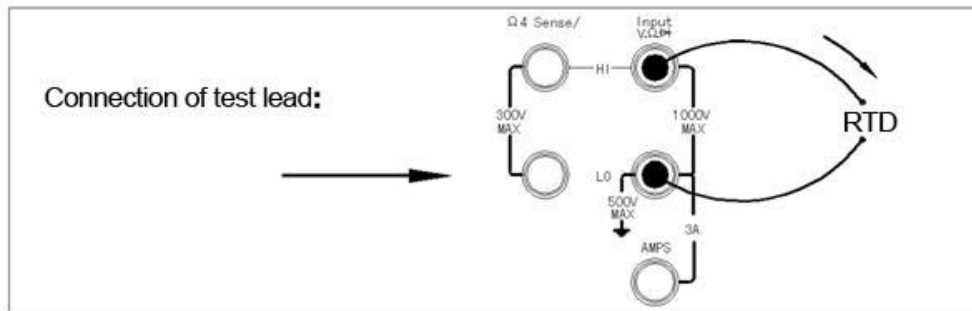 Ω4 Sense/
Input
V.Ω
HI
Connection of test lead:
300V
MAX
1000V
MAX
RTD
LO
500V
MAX
3A
AMPS